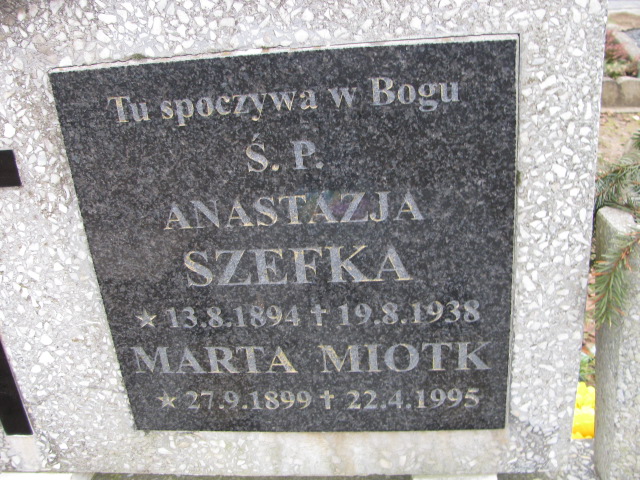 Tu spoczywa w Bogu
Ś. P.
ANASTAZJA
SZEFKA
★ 13.8.1894 † 19.8.1938
MARTA MIOTK
★ 27.9.1899 † 22.4.1995